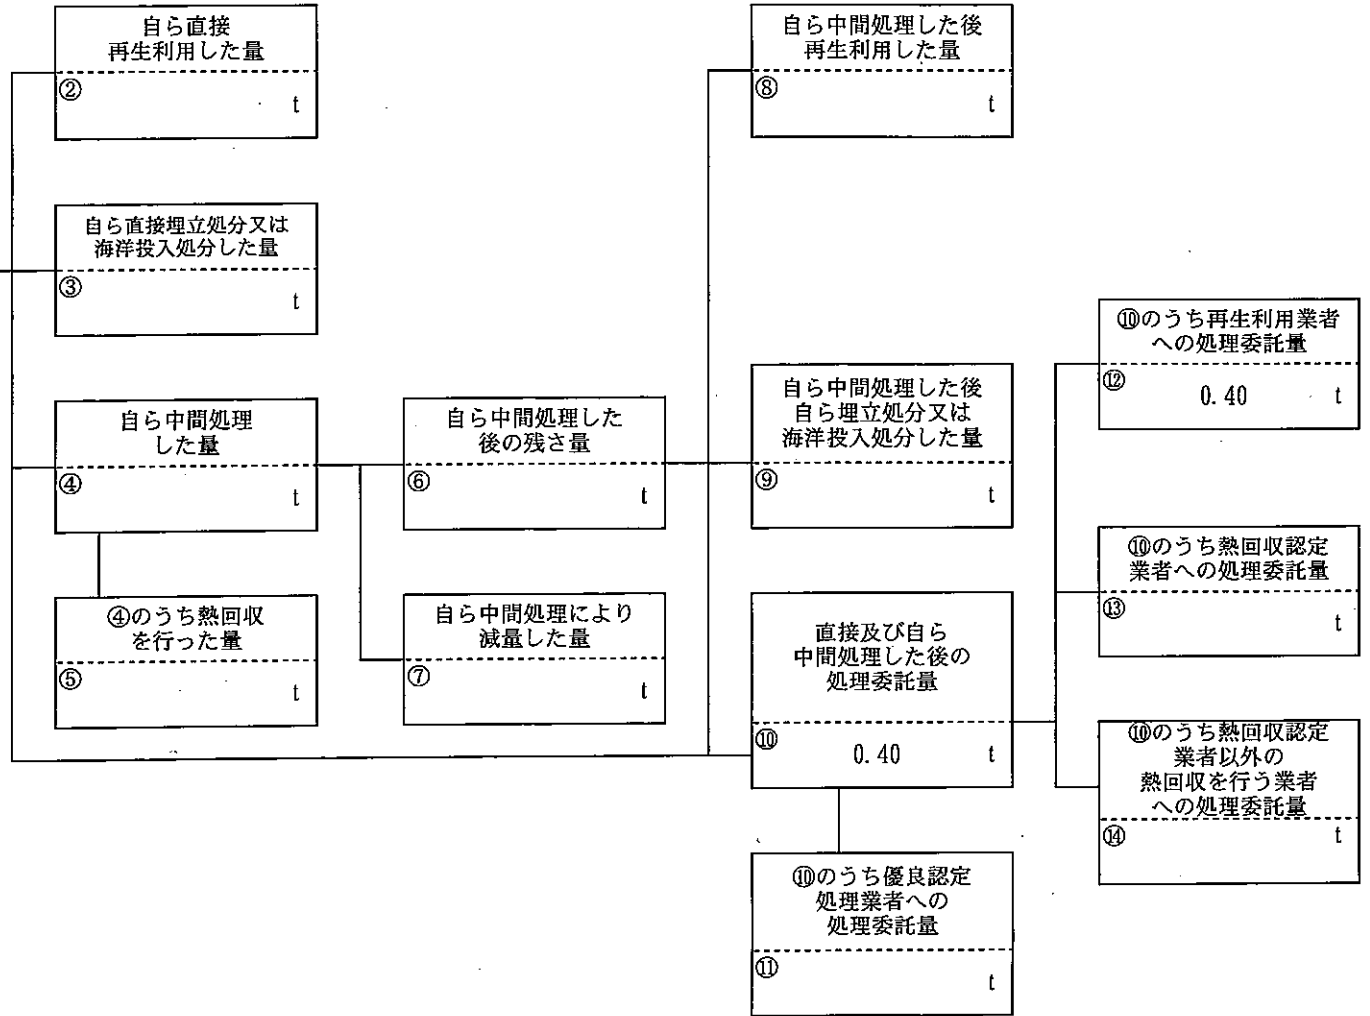 自ら直接
再生利用した量
②
t
自ら直接埋立処分又は
海洋投入処分した量
③
t
自ら中間処理
した量
④
t
④のうち熱回収
を行った量
⑤
t
自ら中間処理した
後の残さ量
⑥
t
自ら中間処理により
減量した量
⑦
t
自ら中間処理した後
再生利用した量
⑧
t
自ら中間処理した後
自ら埋立処分又は
海洋投入処分した量
⑨
t
直接及び自ら
中間処理した後の
処理委託量
⑩ 0.40 t
⑩のうち優良認定
処理業者への
処理委託量
⑪
t
⑩のうち再生利用業者
への処理委託量
⑫ 0.40 t
⑩のうち熱回収認定
業者への処理委託量
⑬
t
⑩のうち熱回収認定
業者以外の
熱回収を行う業者
への処理委託量
⑭ t